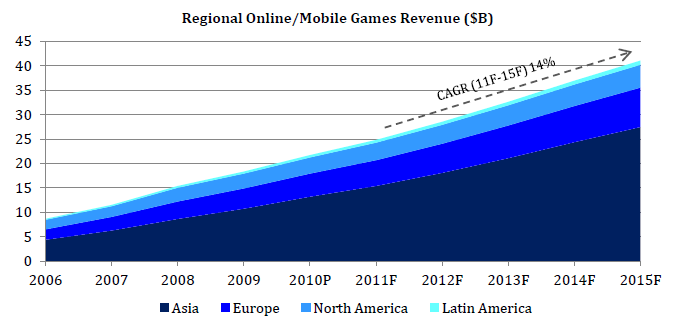 Regional Online/Mobile Games Revenue ($B)
45
40
35
30
25
20
15
10
5
0
CAGR (11F-15F) 14%
2006 2007 2008 2009 2010P 2011F 2012F 2013F 2014F 2015F
Asia Europe North America Latin America